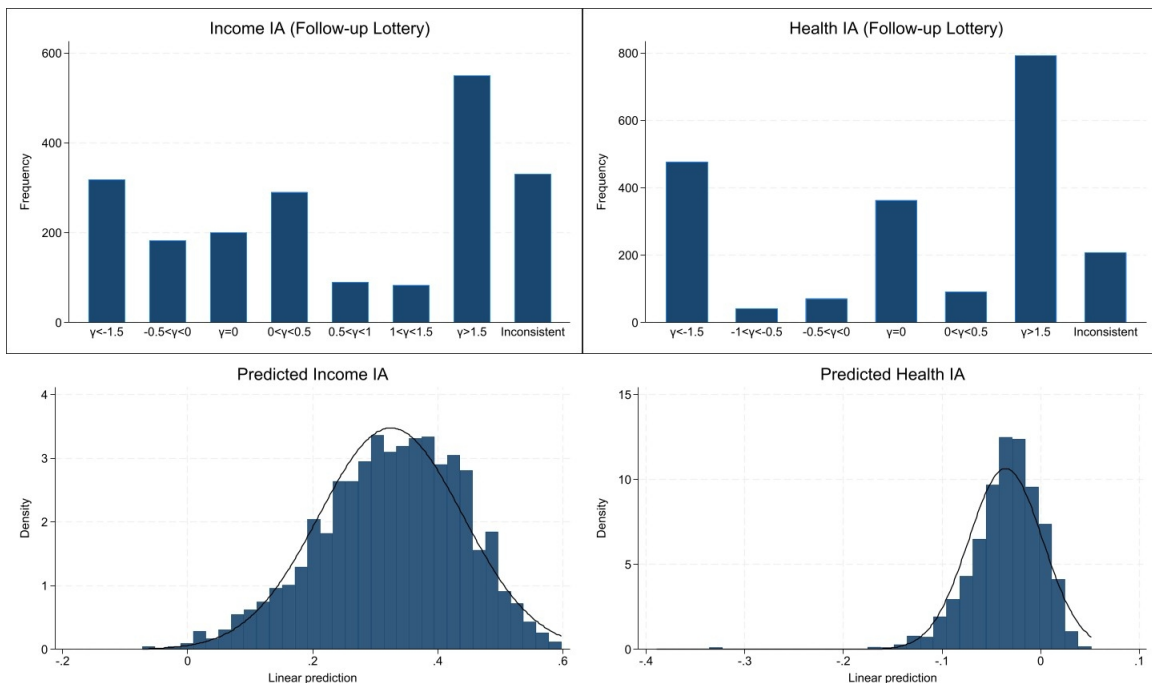 Income IA (Follow-up Lottery)
Frequency
600
400
200
0
γ<-1.5 -0.5<γ<0 γ=0 0<γ<0.5 0.5<γ<1 1<γ<1.5 γ>1.5 Inconsistent
Health IA (Follow-up Lottery)
Frequency
800
600
400
200
0
γ<-1.5 -1<γ<-0.5 -0.5<γ<0 γ=0 0<γ<0.5 γ>1.5 Inconsistent
Predicted Income IA
Density
4
3
2
1
0
-.2 0 .2 .4 .6
Linear prediction
Predicted Health IA
Density
15
10
5
0
-.4 -.3 -.2 -.1 0 .1
Linear prediction